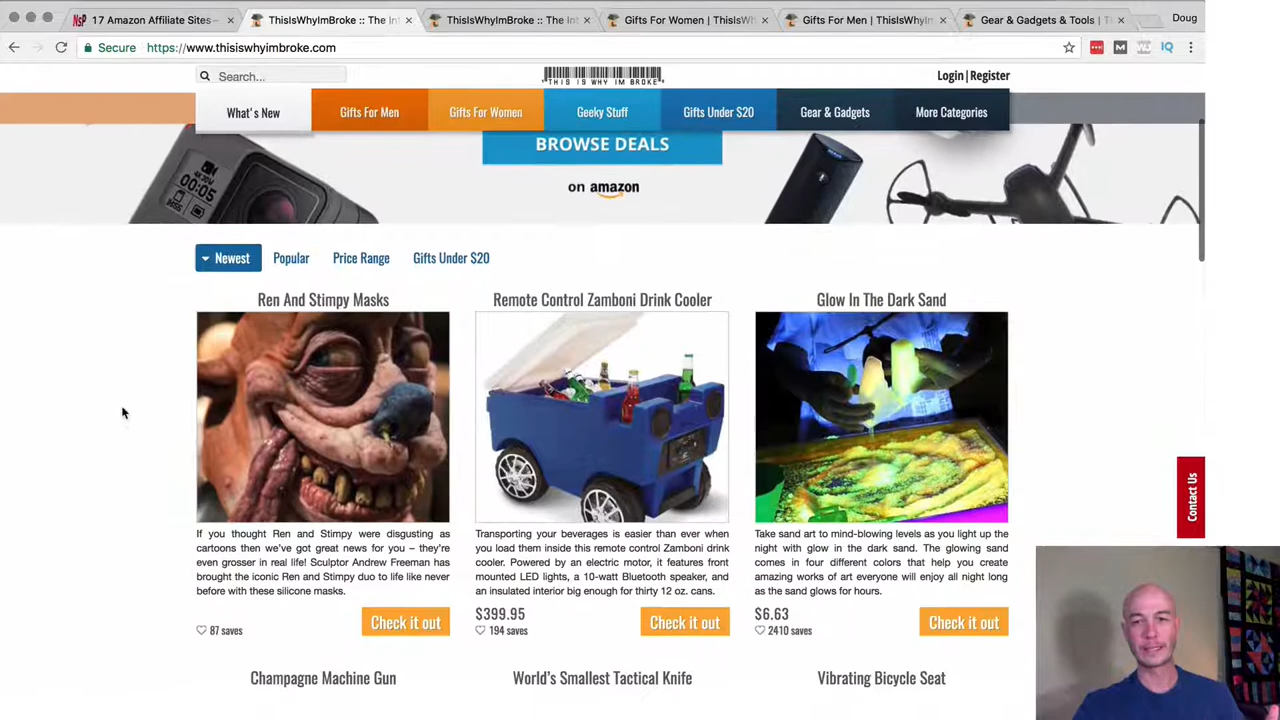 17 Amazon Affiliate Sites –
ThisIsWhyImBroke :: The In
ThisIsWhyImBroke :: The Int
Gifts For Women | ThisIsW
Gifts For Men | ThisIsWhyI
Gear & Gadgets & Tools | T
Doug
Secure
https://www.thisiswhyimbroke.com
Search...
THIS IS WHY IM BROKE
Login | Register
What's New
Gifts For Men
Gifts For Women
Geeky Stuff
Gifts Under $20
Gear & Gadgets
More Categories
BROWSE DEALS
on amazon
00:05
Newest
Popular
Price Range
Gifts Under $20
Ren And Stimpy Masks
If you thought Ren and Stimpy were disgusting as
cartoons then we've got great news for you – they're
even grosser in real life! Sculptor Andrew Freeman has
brought the iconic Ren and Stimpy duo to life like never
before with these silicone masks.
87 saves
Check it out
Remote Control Zamboni Drink Cooler
Transporting your beverages is easier than ever when
you load them inside this remote control Zamboni drink
cooler. Powered by an electric motor, it features front
mounted LED lights, a 10-watt Bluetooth speaker, and
an insulated interior big enough for thirty 12 oz. cans.
$399.95
194 saves
Check it out
Glow In The Dark Sand
Take sand art to mind-blowing levels as you light up the
night with glow in the dark sand. The glowing sand
comes in four different colors that help you create
amazing works of art everyone will enjoy all night long
as the sand glows for hours.
$6.63
2410 saves
Check it out
Champagne Machine Gun
World's Smallest Tactical Knife
Vibrating Bicycle Seat
Contact Us